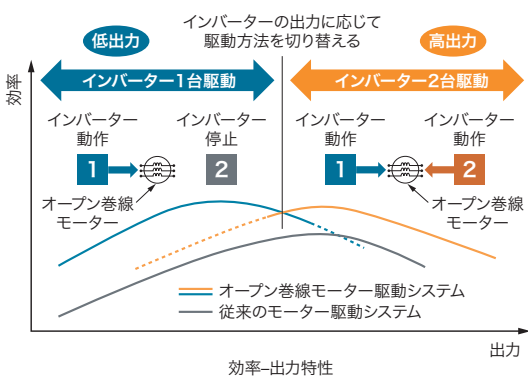 インバーターの出力に応じて
駆動方法を切り替える
低出力
高出力
効率
インバーター1台駆動
インバーター2台駆動
インバーター
動作
インバーター
停止
インバーター
動作
インバーター
動作
1
2
1
2
オープン巻線
モーター
オープン巻線
モーター
オープン巻線モーター駆動システム
従来のモーター駆動システム
出力
効率–出力特性